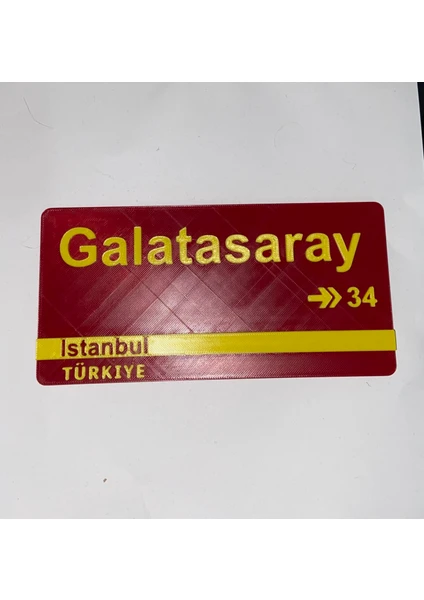 Galatasaray
34
Istanbul
TÜRKIYE